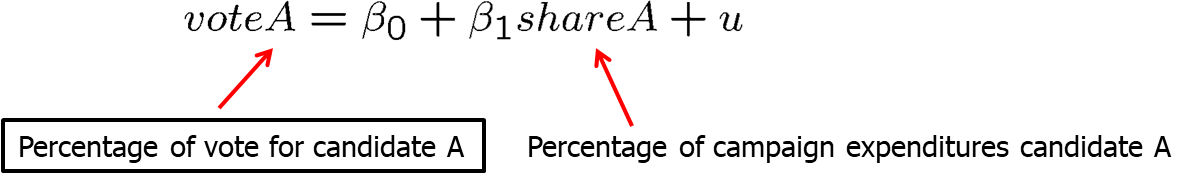 voteA = β₀ + β₁shareA + u
Percentage of vote for candidate A
Percentage of campaign expenditures candidate A